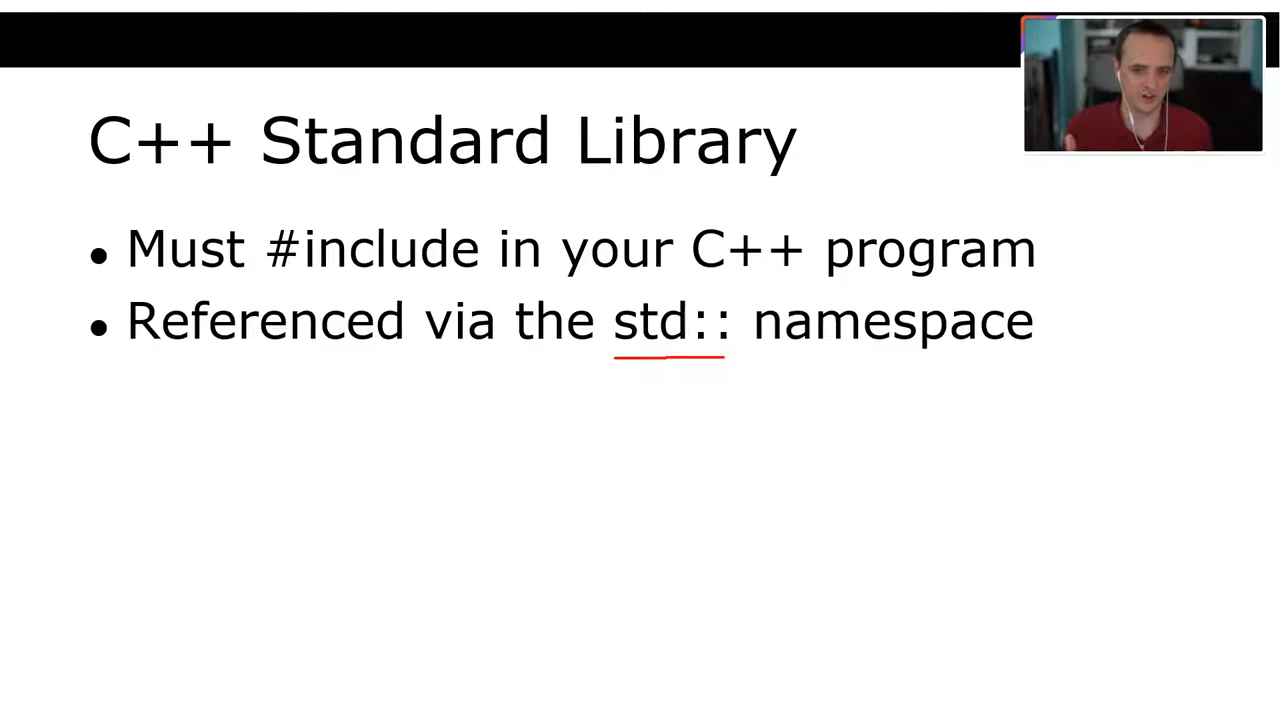 C++ Standard Library
• Must #include in your C++ program
• Referenced via the std:: namespace